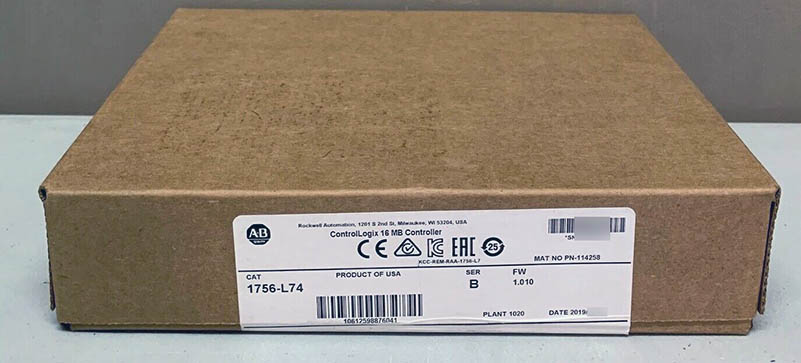 AB
Rockwell Automation, 1201 S 2nd St, Milwaukee, WI 53204, USA
ControlLogix 16 MB Controller
CE KC EAC 25
KCC-REM-RAA-1756-L7
*SN
MAT NO PN-114258
CAT
1756-L74
PRODUCT OF USA
SER
B
FW
1.010
10612598876041
PLANT 1020
DATE 2019